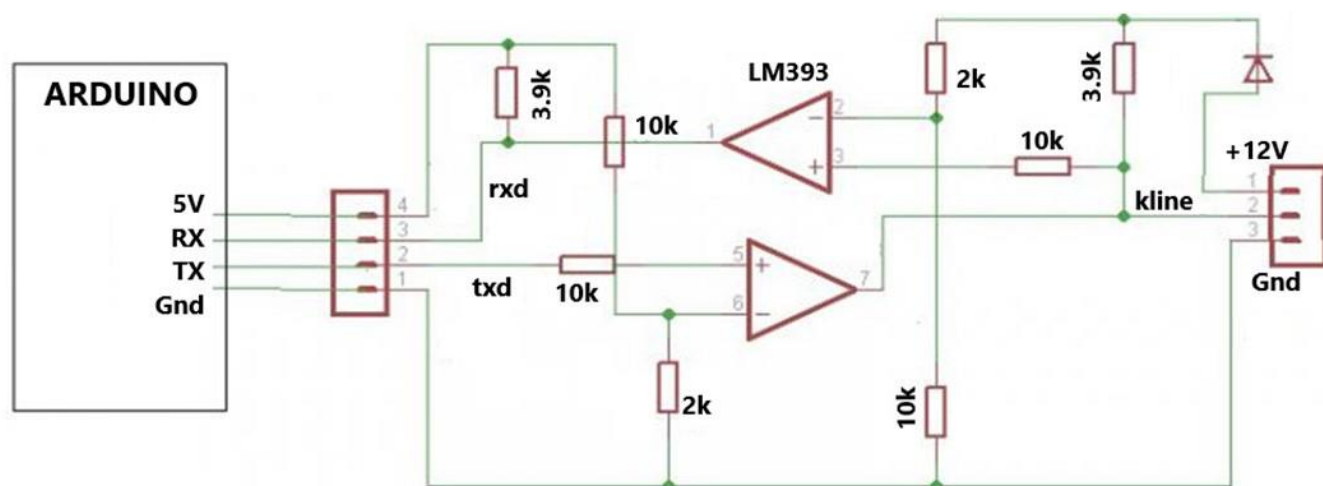 ARDUINO
5V
RX
TX
Gnd
4
3
2
1
3.9k
rxd
txd
10k
10k
2k
LM393
1
2
3
−
+
5
6
7
+
−
2k
10k
3.9k
10k
kline
+12V
1
2
3
Gnd